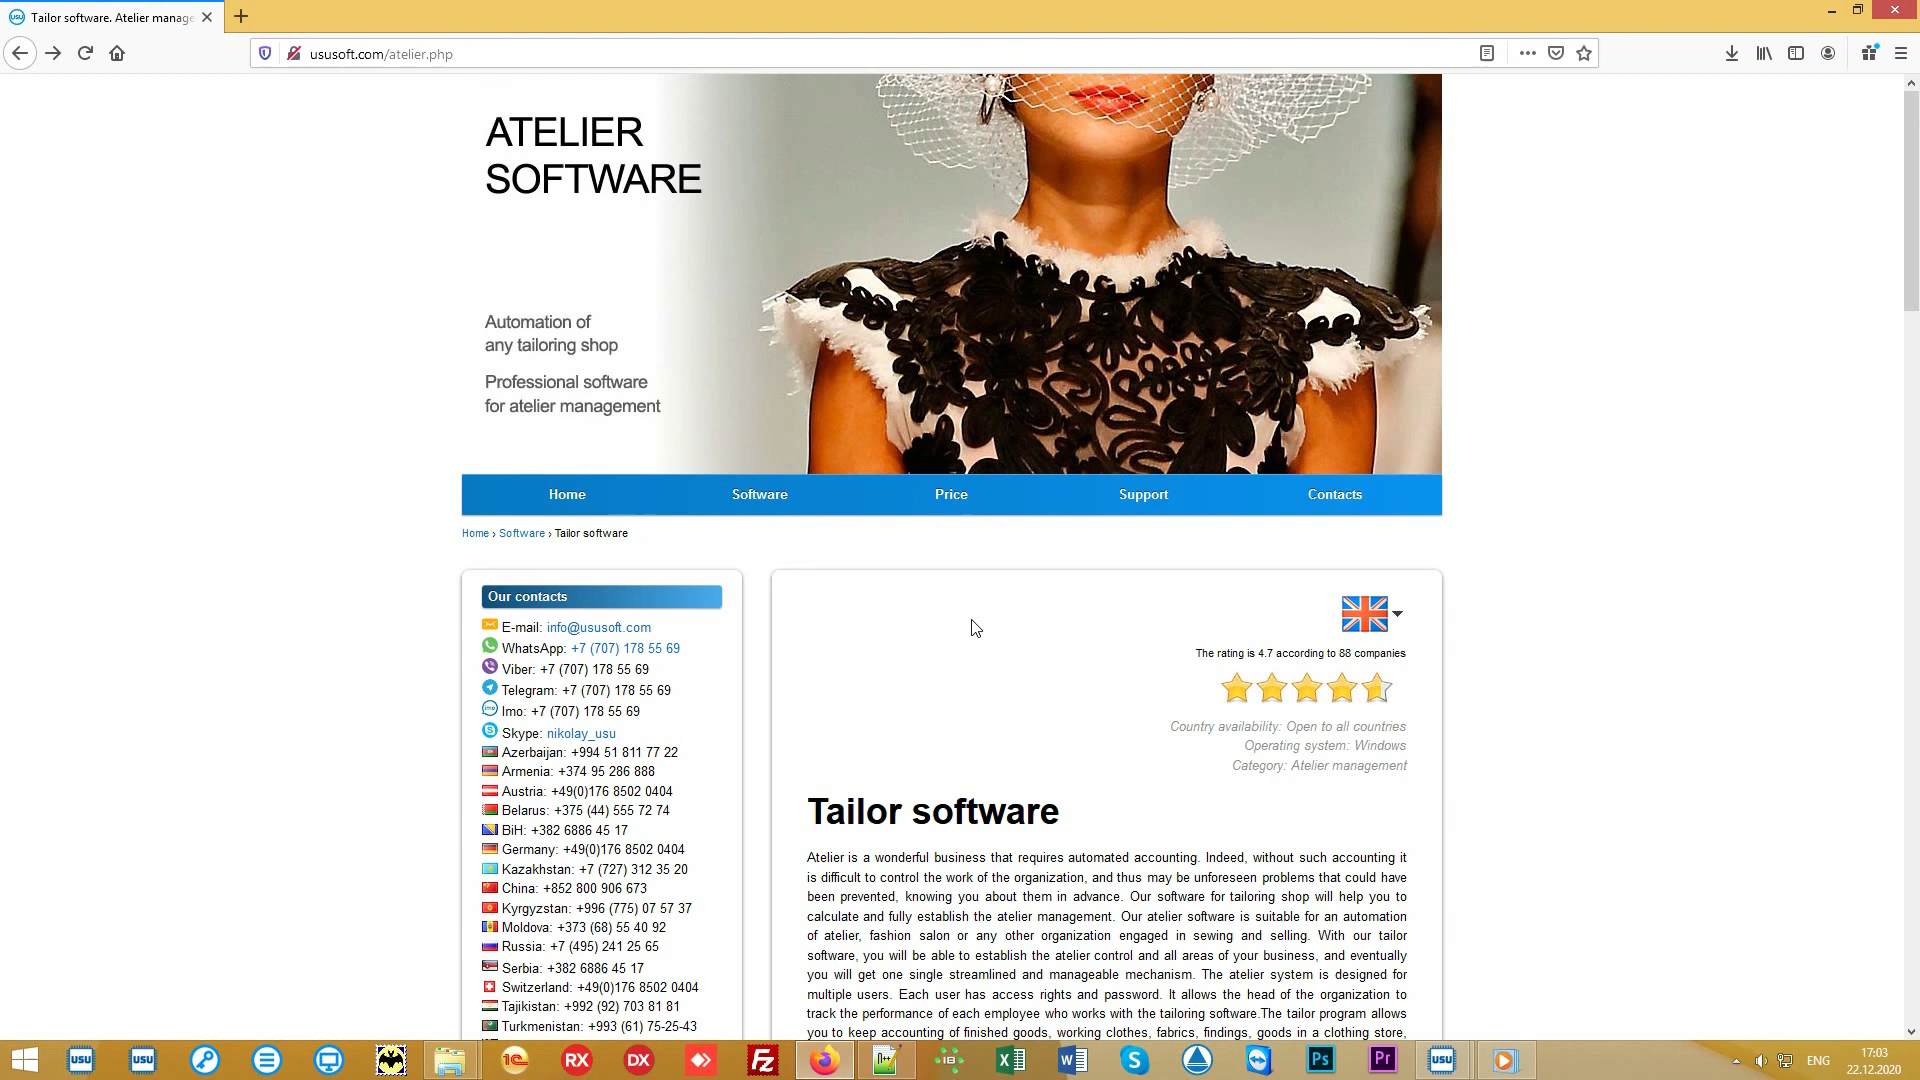 Tailor software. Atelier manage
ususoft.com/atelier.php
ATELIER
SOFTWARE
Automation of
any tailoring shop
Professional software
for atelier management
Home Software Price Support Contacts
Home › Software › Tailor software
Our contacts
E-mail: info@ususoft.com
WhatsApp: +7 (707) 178 55 69
Viber: +7 (707) 178 55 69
Telegram: +7 (707) 178 55 69
Imo: +7 (707) 178 55 69
Skype: nikolay_usu
Azerbaijan: +994 51 811 77 22
Armenia: +374 95 286 888
Austria: +49(0)176 8502 0404
Belarus: +375 (44) 555 72 74
BiH: +382 6886 45 17
Germany: +49(0)176 8502 0404
Kazakhstan: +7 (727) 312 35 20
China: +852 800 906 673
Kyrgyzstan: +996 (775) 07 57 37
Moldova: +373 (68) 55 40 92
Russia: +7 (495) 241 25 65
Serbia: +382 6886 45 17
Switzerland: +49(0)176 8502 0404
Tajikistan: +992 (92) 703 81 81
Turkmenistan: +993 (61) 75-25-43
The rating is 4.7 according to 88 companies
Country availability: Open to all countries
Operating system: Windows
Category: Atelier management
Tailor software
Atelier is a wonderful business that requires automated accounting. Indeed, without such accounting it
is difficult to control the work of the organization, and thus may be unforeseen problems that could have
been prevented, knowing you about them in advance. Our software for tailoring shop will help you to
calculate and fully establish the atelier management. Our atelier software is suitable for an automation
of atelier, fashion salon or any other organization engaged in sewing and selling. With our tailor
software, you will be able to establish the atelier control and all areas of your business, and eventually
you will get one single streamlined and manageable mechanism. The atelier system is designed for
multiple users. Each user has access rights and password. It allows the head of the organization to
track the performance of each employee who works with the tailoring software.The tailor program allows
you to keep accounting of finished goods, working clothes, fabrics, findings, goods in a clothing store,
USU USU 1C RX DX FZ IB X W S Ps Pr USU
ENG
17:03
22.12.2020